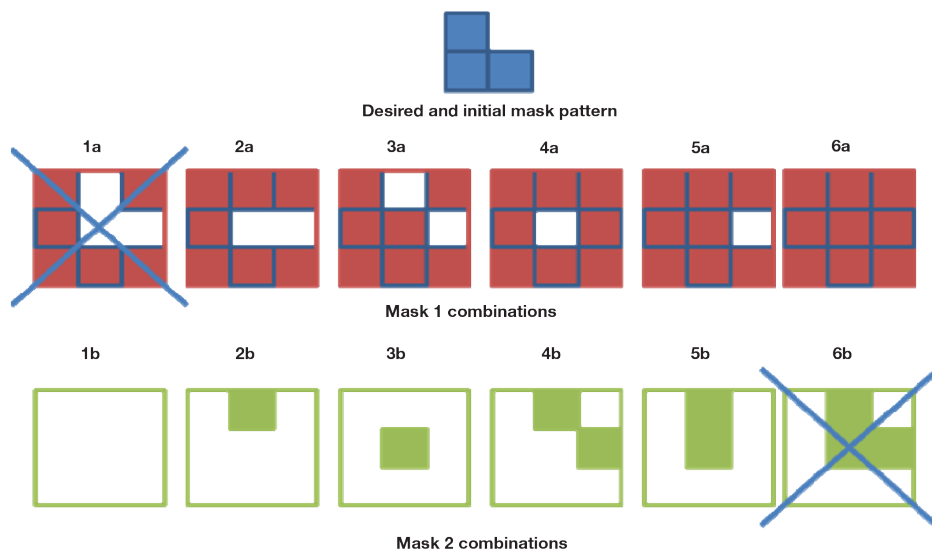 Desired and initial mask pattern
1a 2a 3a 4a 5a 6a
Mask 1 combinations
1b 2b 3b 4b 5b 6b
Mask 2 combinations